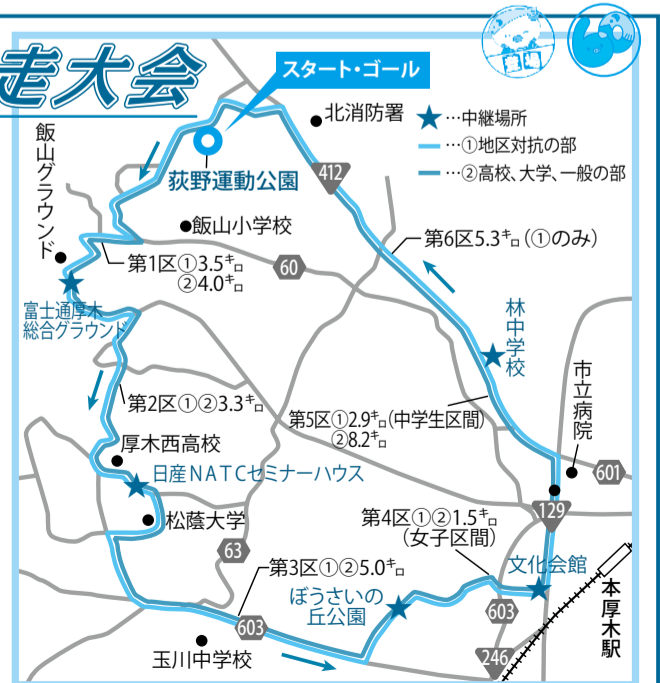 走大会
登場
60
スタート・ゴール
北消防署
★…中継場所
…①地区対抗の部
…②高校、大学、一般の部
飯山グラウンド
荻野運動公園
412
飯山小学校
第6区5.3㌔(①のみ)
第1区①3.5㌔
②4.0㌔
60
富士通厚木
総合グラウンド
林中学校
市立病院
第2区①②3.3㌔
第5区①2.9㌔(中学生区間)
②8.2㌔
厚木西高校
日産NATCセミナーハウス
601
松蔭大学
129
第4区①②1.5㌔
(女子区間)
63
第3区①②5.0㌔
文化会館
ぼうさいの
丘公園
603
603
本厚木駅
玉川中学校
246